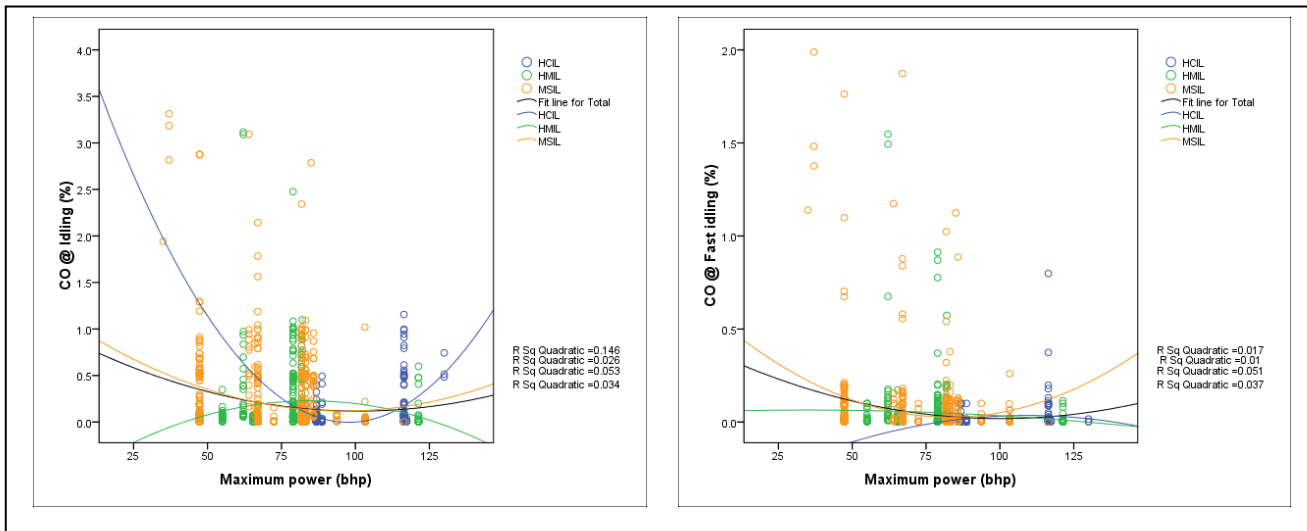 4.0
3.5
3.0
2.5
2.0
1.5
1.0
0.5
0.0
CO @ Idling (%)
25
50
75
100
125
Maximum power (bhp)
HCIL
HMIL
MSIL
Fit line for Total
HCIL
HMIL
MSIL
R Sq Quadratic =0.146
R Sq Quadratic =0.026
R Sq Quadratic =0.053
R Sq Quadratic =0.034
2.0
1.5
1.0
0.5
0.0
CO @ Fast idling (%)
25
50
75
100
125
Maximum power (bhp)
HCIL
HMIL
MSIL
Fit line for Total
HCIL
HMIL
MSIL
R Sq Quadratic =0.017
R Sq Quadratic =0.01
R Sq Quadratic =0.051
R Sq Quadratic =0.037